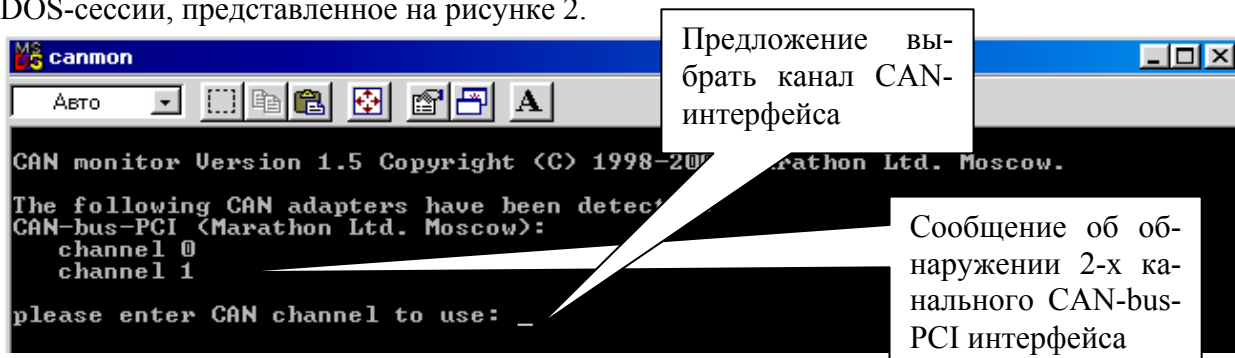 DOS-сессии, представленное на рисунке 2.
canmon
Авто
A
Предложение вы-
брать канал CAN-
интерфейса
CAN monitor Version 1.5 Copyright (C) 1998-200 Ltd. Moscow.
The following CAN adapters have been
CAN-bus-PCI (Marathon Ltd. Moscow):
channel 0
channel 1
please enter CAN channel to use: _
Сообщение об об-
наружении 2-х ка-
нального CAN-bus-
PCI интерфейса